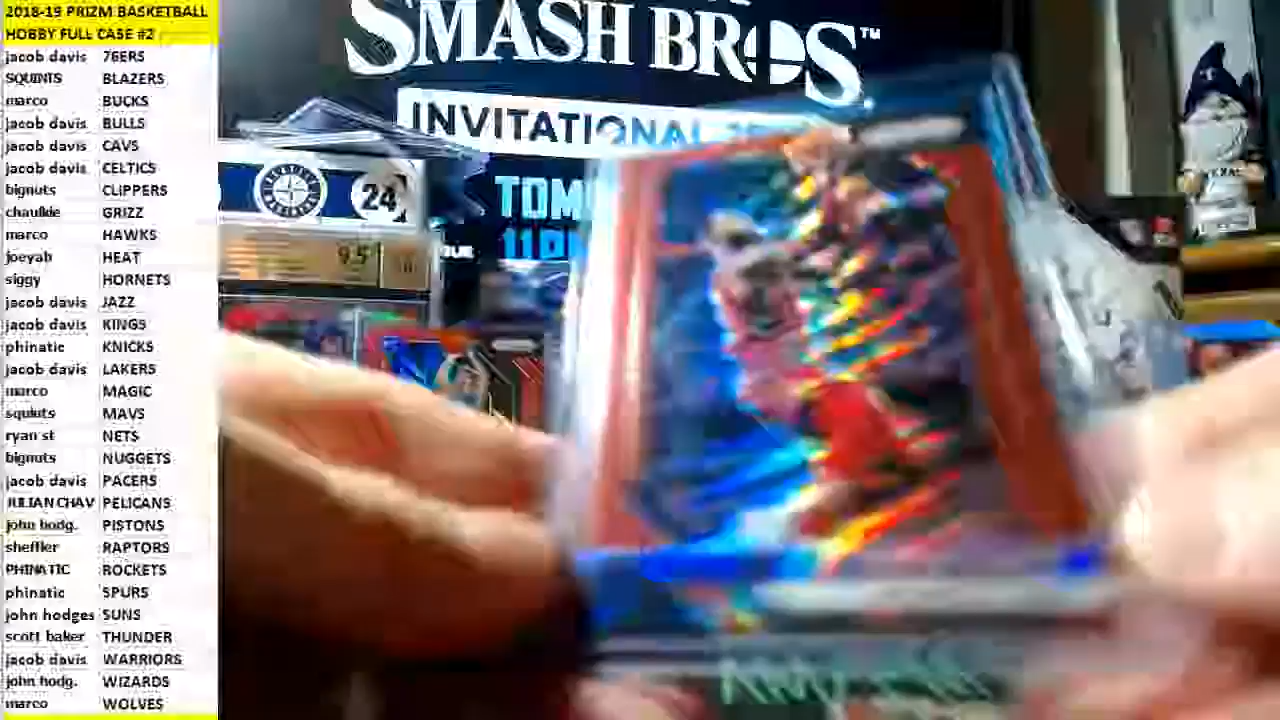 2018-19 PRIZM BASKETBALL
HOBBY FULL CASE #2
jacob davis 76ERS
SQUINTS BLAZERS
marco BUCKS
jacob davis BULLS
jacob davis CAVS
jacob davis CELTICS
bignuts CLIPPERS
chaulkie GRIZZ
marco HAWKS
joeyah HEAT
siggy HORNETS
jacob davis JAZZ
jacob davis KINGS
phinatic KNICKS
jacob davis LAKERS
marco MAGIC
squints MAVS
ryan st NETS
bignuts NUGGETS
jacob davis PACERS
JULIAN CHAV PELICANS
john hodg. PISTONS
sheffler RAPTORS
PHINATIC ROCKETS
phinatic SPURS
john hodges SUNS
scott baker THUNDER
jacob davis WARRIORS
john hodg. WIZARDS
marco WOLVES
SMASH BROS™
INVITATIONAL
24
9.5